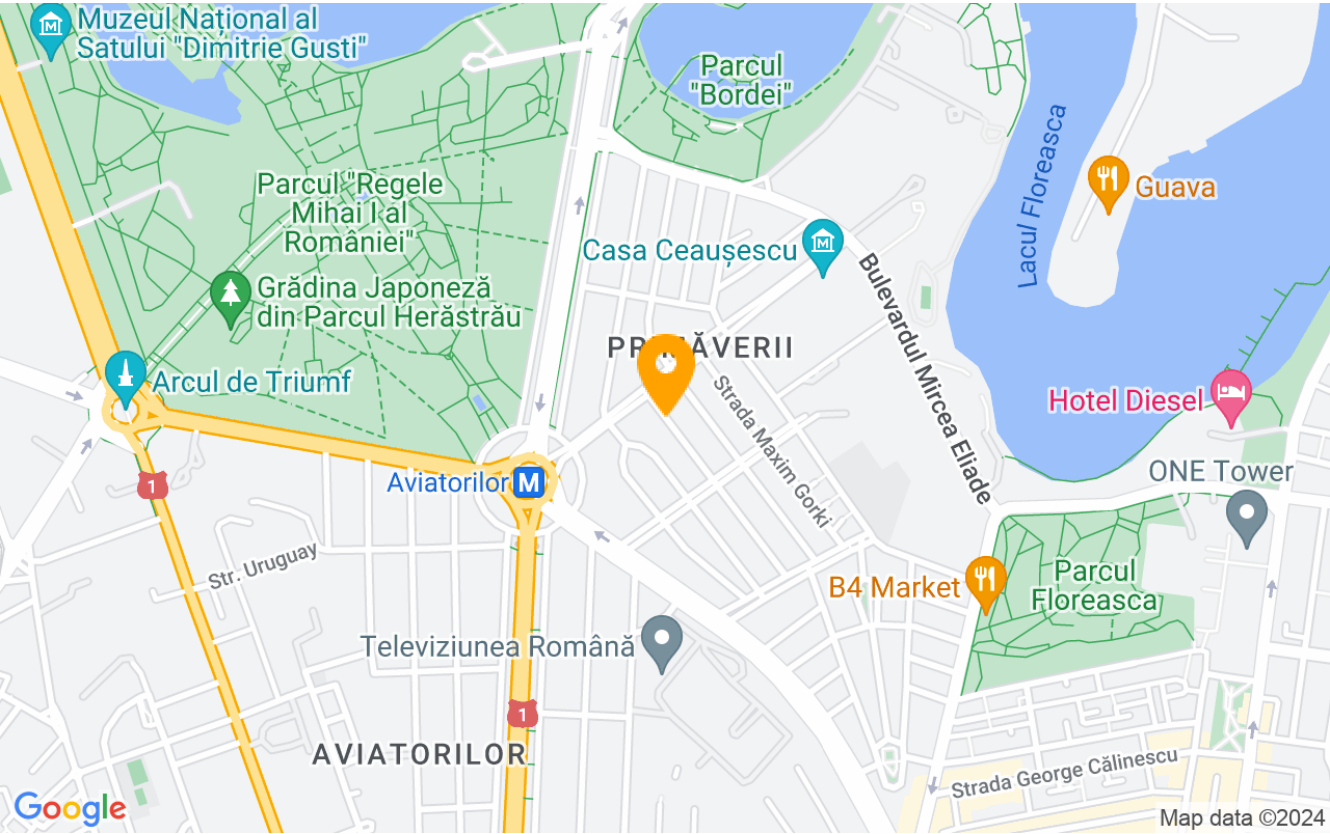 Muzeul Național al
Satului "Dimitrie Gusti"
Parcul
"Bordei"
Lacul Floreasca
Guava
Parcul "Regele
Mihai I al
României"
Casa Ceaușescu
Grădina Japoneză
din Parcul Herăstrău
Bulevardul Mircea Eliade
Arcul de Triumf
Strada Maxim Gorki
Hotel Diesel
Aviatorilor M
ONE Tower
1
Str. Uruguay
B4 Market
Parcul
Floreasca
Televiziunea Română
1
AVIATORILOR
Strada George Călinescu
Google
Map data ©2024